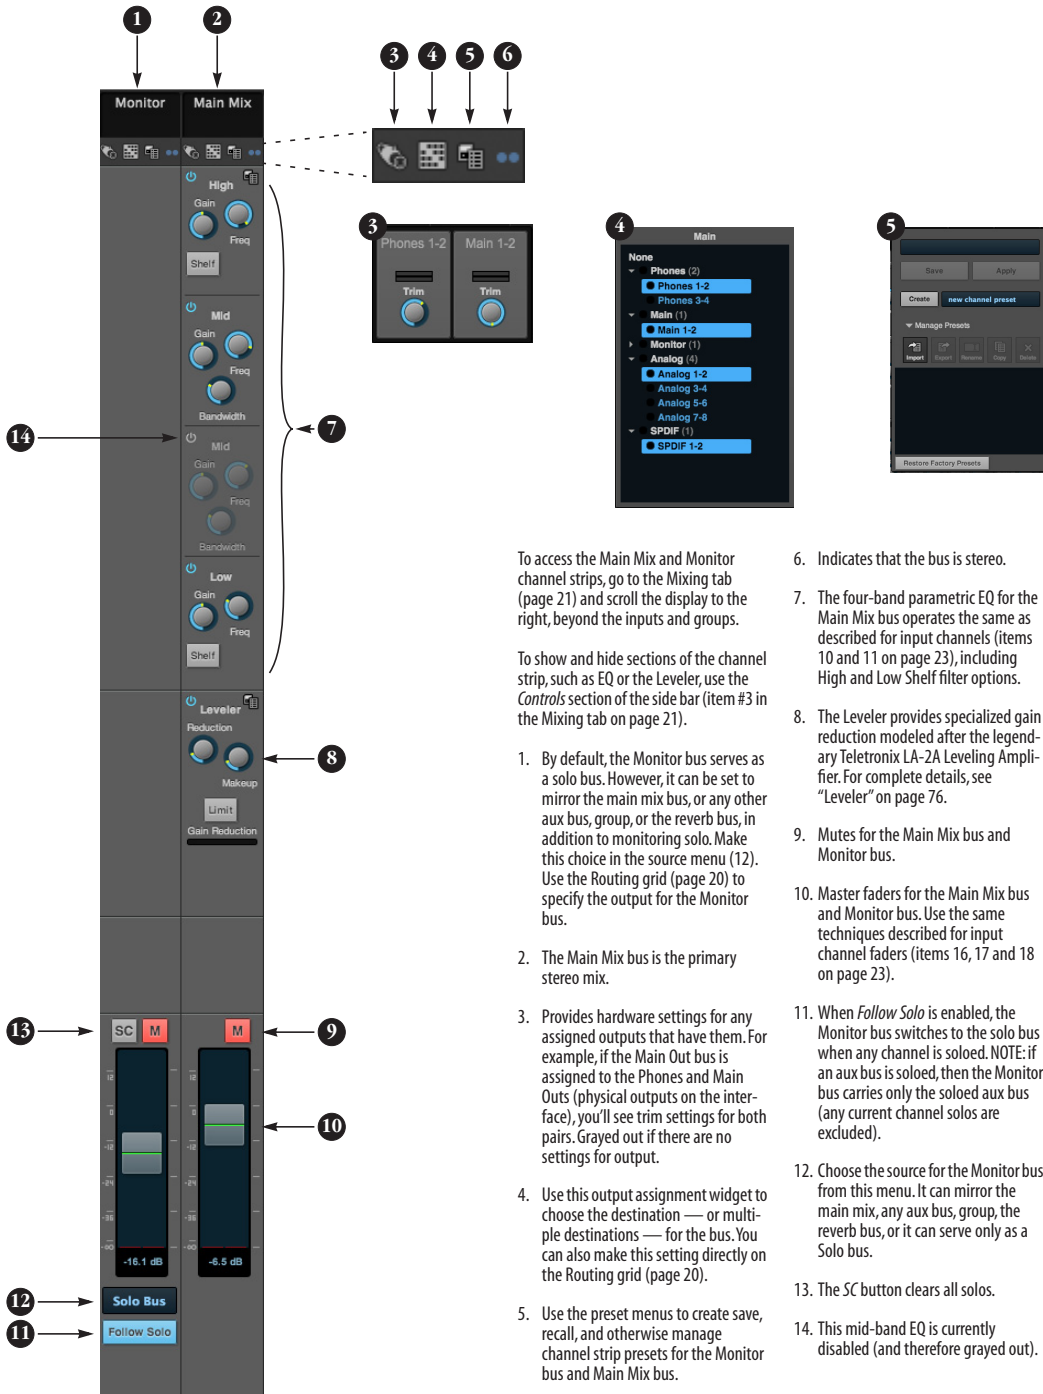 1
2
3
4
5
6
Monitor
Main Mix
High
Gain
Freq
Shelf
Mid
Gain
Freq
Bandwidth
14
Mid
Gain
Freq
Bandwidth
Low
Gain
Freq
Shelf
7
Leveler
Reduction
Makeup
8
Limit
Gain Reduction
13
SC
M
M
9
12
0
-12
-24
-36
-∞
12
0
-12
-24
-36
-∞
10
-16.1 dB
-6.5 dB
12
Solo Bus
11
Follow Solo
3
Phones 1-2
Main 1-2
Trim
Trim
4
Main
None
Phones (2)
Phones 1-2
Phones 3-4
Main (1)
Main 1-2
Monitor (1)
Analog (4)
Analog 1-2
Analog 3-4
Analog 5-6
Analog 7-8
SPDIF (1)
SPDIF 1-2
5
Save
Apply
Create
new channel preset
Manage Presets
Import
Export
Rename
Copy
Delete
Restore Factory Presets
To access the Main Mix and Monitor
channel strips, go to the Mixing tab
(page 21) and scroll the display to the
right, beyond the inputs and groups.
To show and hide sections of the channel
strip, such as EQ or the Leveler, use the
Controls section of the side bar (item #3 in
the Mixing tab on page 21).
1. By default, the Monitor bus serves as
a solo bus. However, it can be set to
mirror the main mix bus, or any other
aux bus, group, or the reverb bus, in
addition to monitoring solo. Make
this choice in the source menu (12).
Use the Routing grid (page 20) to
specify the output for the Monitor
bus.
2. The Main Mix bus is the primary
stereo mix.
3. Provides hardware settings for any
assigned outputs that have them. For
example, if the Main Out bus is
assigned to the Phones and Main
Outs (physical outputs on the inter-
face), you'll see trim settings for both
pairs. Grayed out if there are no
settings for output.
4. Use this output assignment widget to
choose the destination — or multi-
ple destinations — for the bus. You
can also make this setting directly on
the Routing grid (page 20).
5. Use the preset menus to create save,
recall, and otherwise manage
channel strip presets for the Monitor
bus and Main Mix bus.
6. Indicates that the bus is stereo.
7. The four-band parametric EQ for the
Main Mix bus operates the same as
described for input channels (items
10 and 11 on page 23), including
High and Low Shelf filter options.
8. The Leveler provides specialized gain
reduction modeled after the legend-
ary Teletronix LA-2A Leveling Ampli-
fier. For complete details, see
"Leveler" on page 76.
9. Mutes for the Main Mix bus and
Monitor bus.
10. Master faders for the Main Mix bus
and Monitor bus. Use the same
techniques described for input
channel faders (items 16, 17 and 18
on page 23).
11. When Follow Solo is enabled, the
Monitor bus switches to the solo bus
when any channel is soloed. NOTE: if
an aux bus is soloed, then the Monitor
bus carries only the soloed aux bus
(any current channel solos are
excluded).
12. Choose the source for the Monitor bus
from this menu. It can mirror the
main mix, any aux bus, group, the
reverb bus, or it can serve only as a
Solo bus.
13. The SC button clears all solos.
14. This mid-band EQ is currently
disabled (and therefore grayed out).